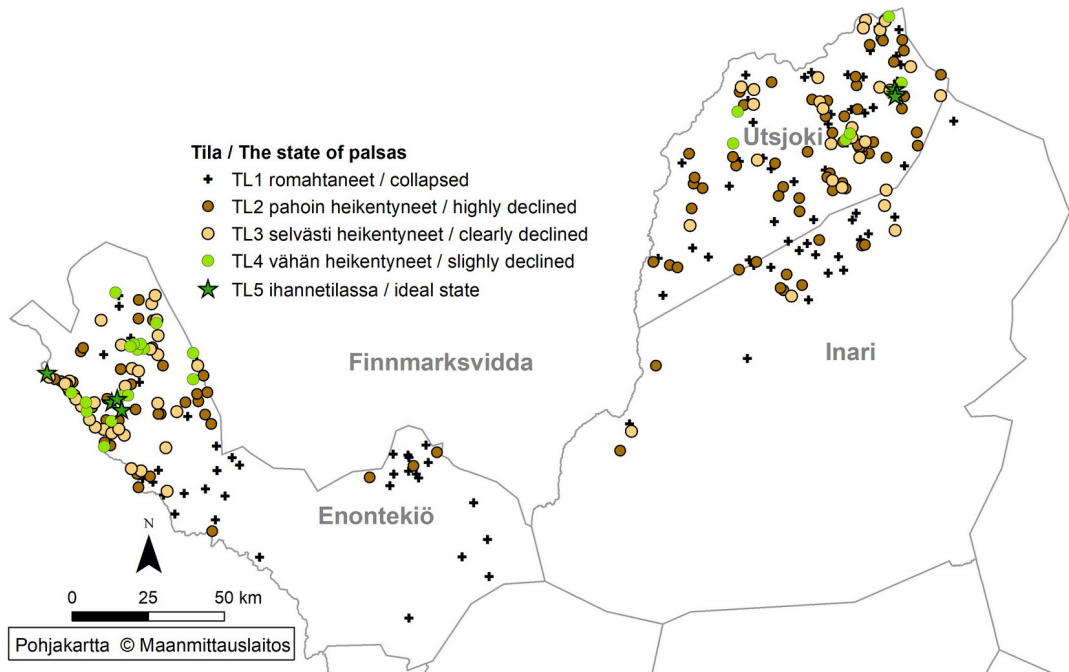 Tila / The state of palsas
TL1 romahtaneet / collapsed
TL2 pahoin heikentyneet / highly declined
TL3 selvästi heikentyneet / clearly declined
TL4 vähän heikentyneet / slighly declined
TL5 ihannetilassa / ideal state
Utsjoki
Finnmarksvidda
Inari
Enontekiö
N
0 25 50 km
Pohjakartta © Maanmittauslaitos